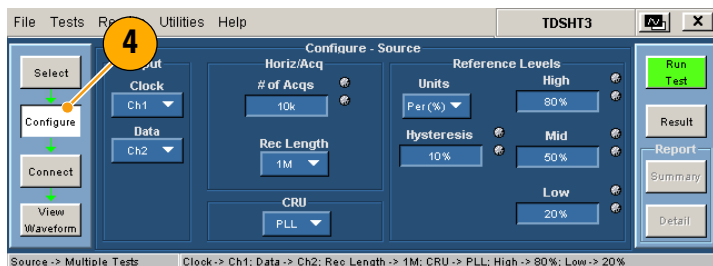 File Tests Utilities Help TDSHT3 X
4
Configure - Source
Select
Configure
Connect
View
Waveform
Clock
Ch1
Data
Ch2
Horiz/Acq
# of Acqs
10k
Rec Length
1M
CRU
PLL
Reference Levels
Units
Per(%)
Hysteresis
10%
High
80%
Mid
50%
Low
20%
Run
Test
Result
Report
Summary
Detail
Source -> Multiple Tests Clock-> Ch1: Data -> Ch2: Rec Length -> 1M: CRU -> PLL: High -> 80%: Low -> 20%